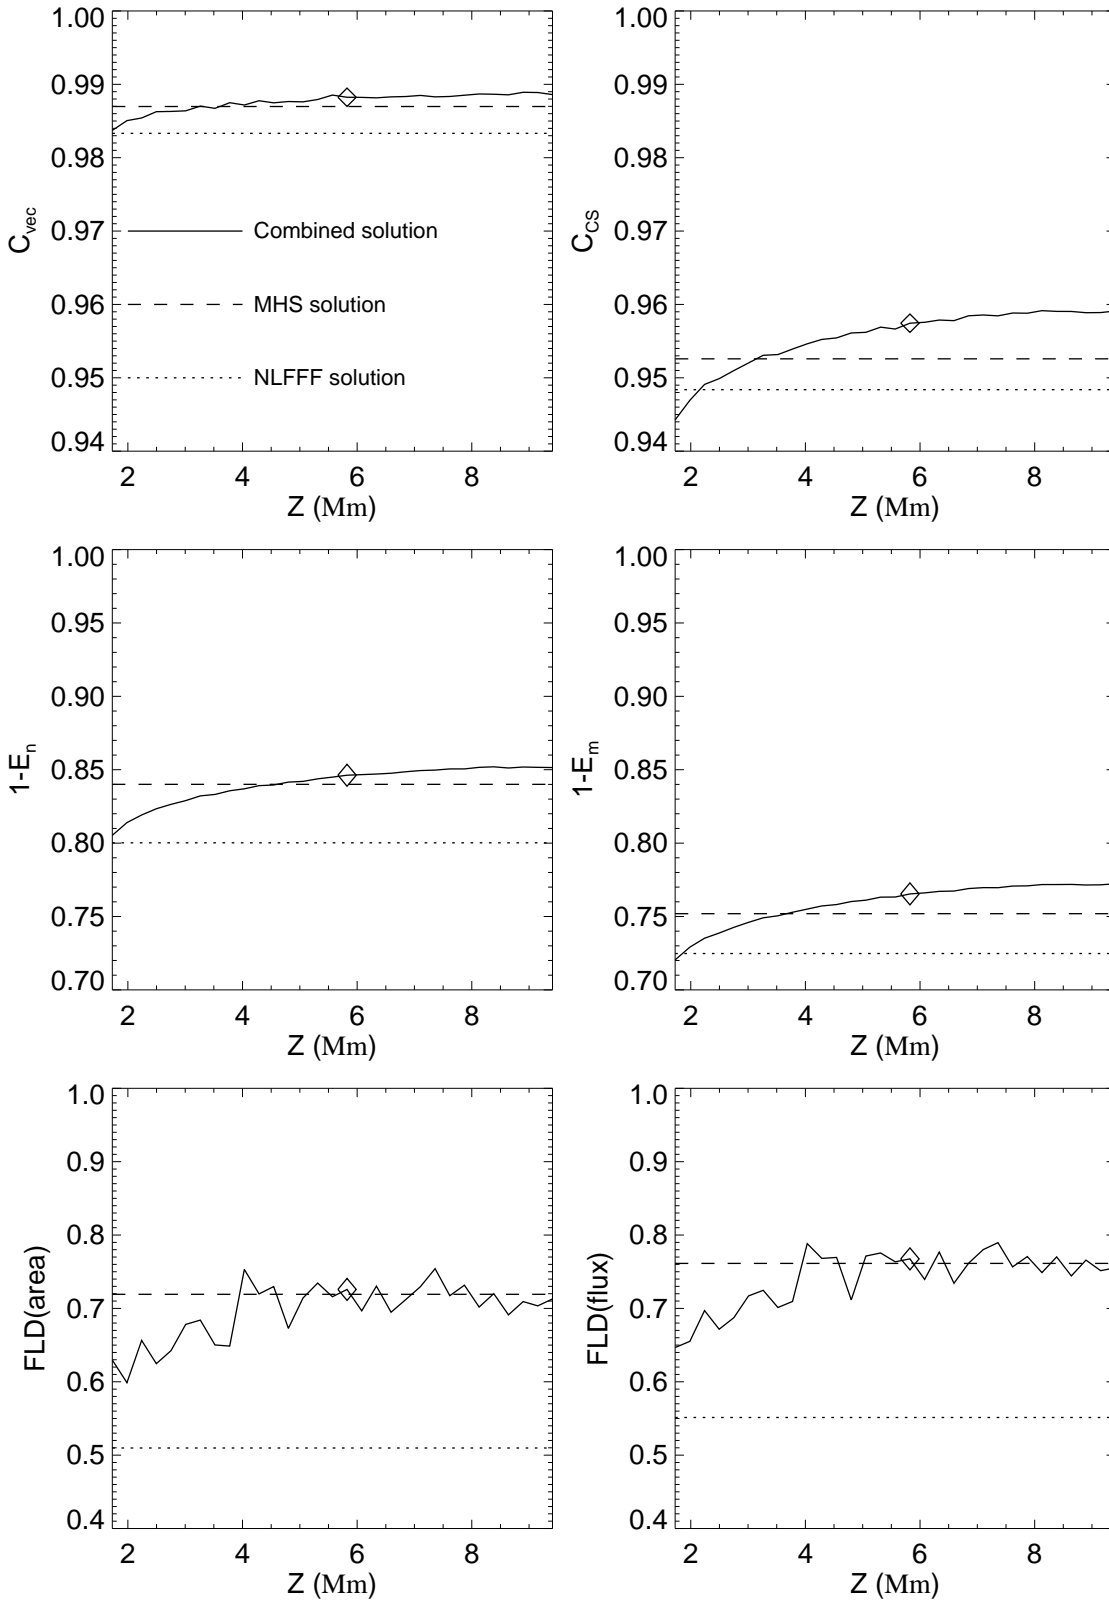 1.00
0.99
0.98
0.97
0.96
0.95
0.94
C_vec
Combined solution
MHS solution
NLFFF solution
2 4 6 8
Z (Mm)
1.00
0.99
0.98
0.97
0.96
0.95
0.94
C_CS
2 4 6 8
Z (Mm)
1.00
0.95
0.90
0.85
0.80
0.75
0.70
1-E_n
2 4 6 8
Z (Mm)
1.00
0.95
0.90
0.85
0.80
0.75
0.70
1-E_m
2 4 6 8
Z (Mm)
1.0
0.9
0.8
0.7
0.6
0.5
0.4
FLD(area)
2 4 6 8
Z (Mm)
1.0
0.9
0.8
0.7
0.6
0.5
0.4
FLD(flux)
2 4 6 8
Z (Mm)